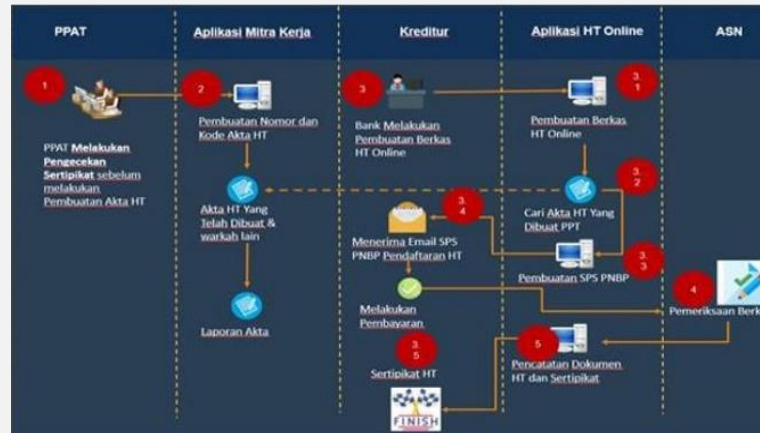 PPAT
Aplikasi Mitra Kerja
Kreditur
Aplikasi HT Online
ASN
1
2
3
3.
1
Pembuatan Nomor dan
Kode Akta HT
Pembuatan Berkas
HT Online
PPAT Melakukan
Pengecekan
Sertipikat sebelum
melakukan
Pembuatan Akta HT
Bank Melakukan
Pembuatan Berkas
HT Online
3.
2
Akta HT Yang
Telah Dibuat &
warkah lain
3.
4
Cari Akta HT Yang
Dibuat PPT
Menerima Email SPS
PNBP Pendaftaran HT
3.
3
Pembuatan SPS PNBP
4
Pemeriksaan
Melakukan
Pembayaran
Laporan Akta
3.
5
Sertipikat HT
5
Pencatatan Dokumen
HT dan Sertipikat
FINISH